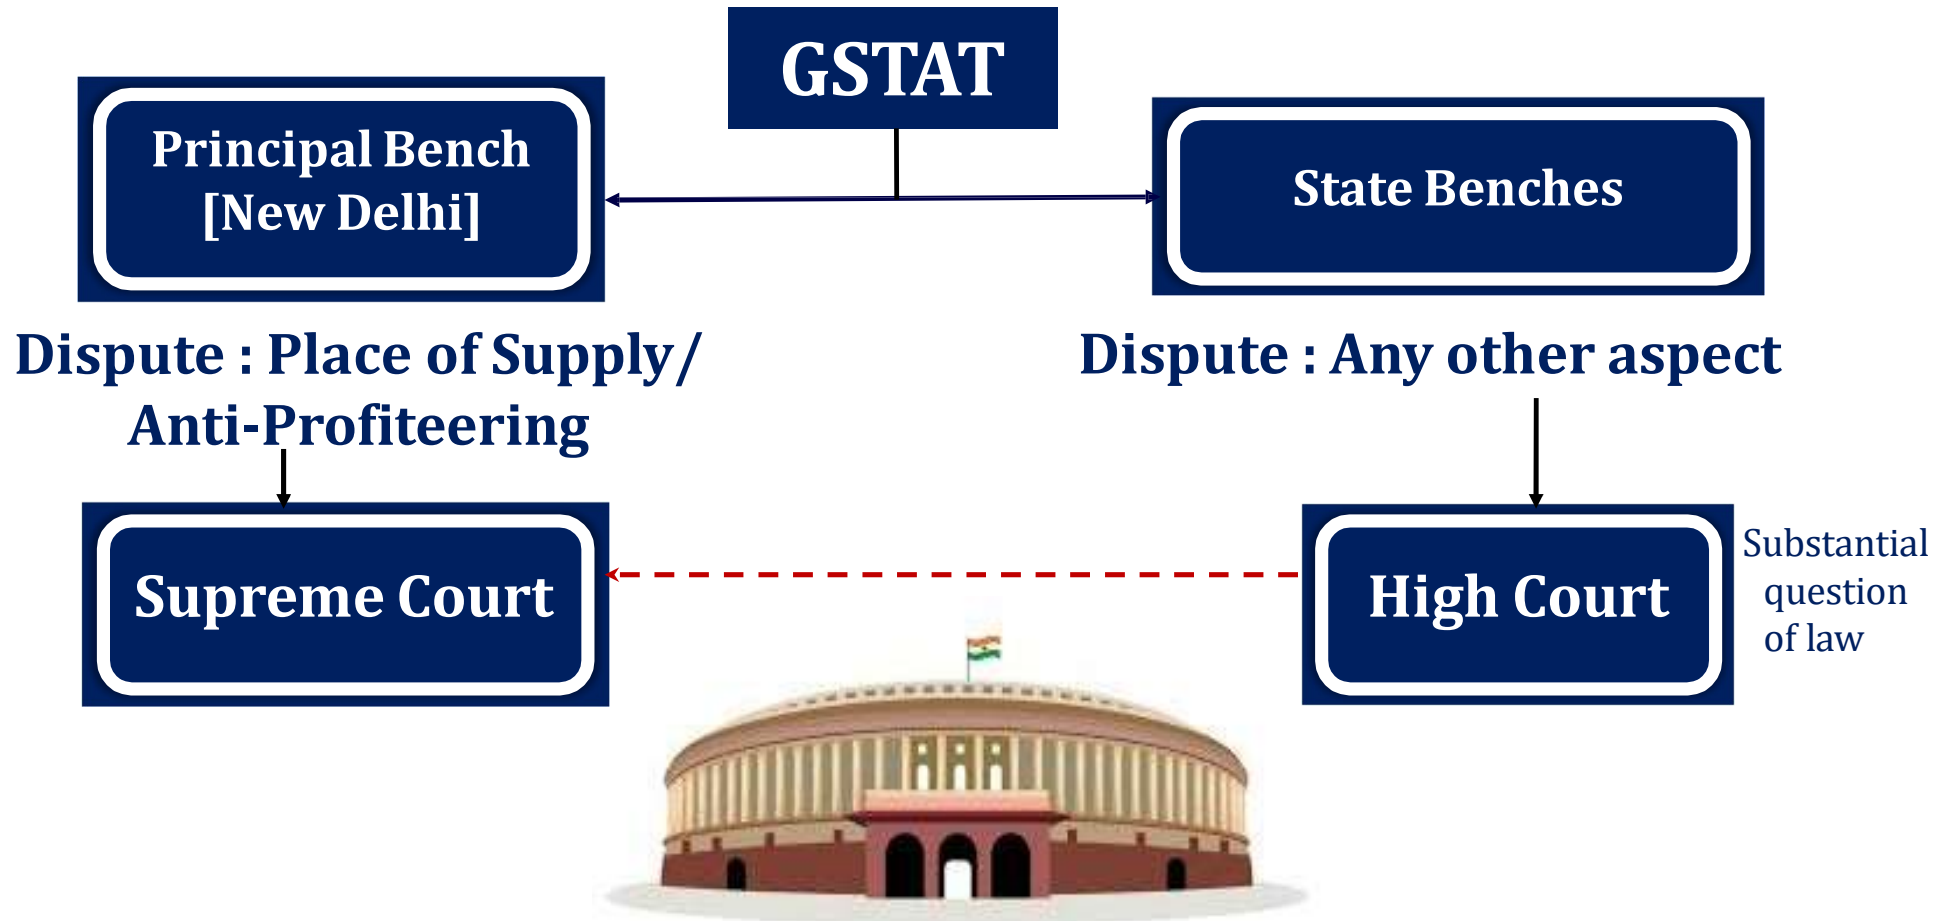 GSTAT
Principal Bench
[New Delhi]
State Benches
Dispute : Place of Supply/
Anti-Profiteering
Dispute : Any other aspect
Supreme Court
High Court
Substantial
question
of law